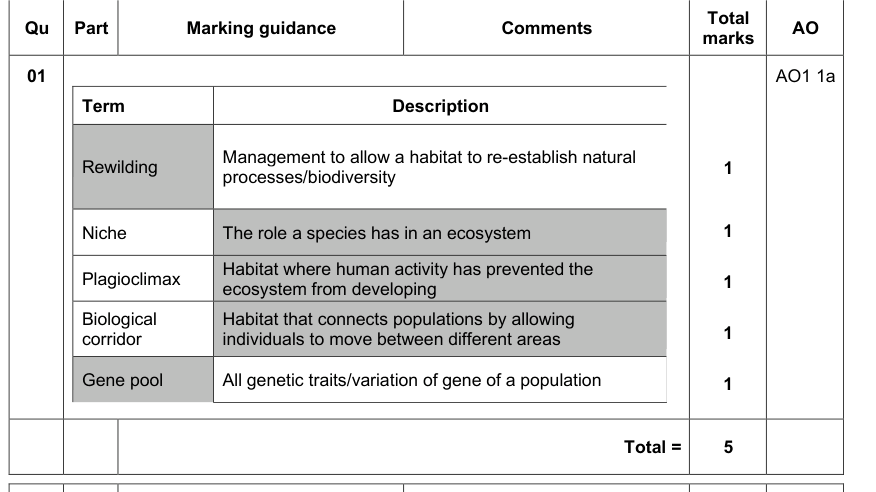 Qu Part Marking guidance Comments Total marks AO
01 AO1 1a
Term Description
Rewilding Management to allow a habitat to re-establish natural
processes/biodiversity 1
Niche The role a species has in an ecosystem 1
Plagioclimax Habitat where human activity has prevented the
ecosystem from developing 1
Biological Habitat that connects populations by allowing
corridor individuals to move between different areas 1
Gene pool All genetic traits/variation of gene of a population 1
Total = 5